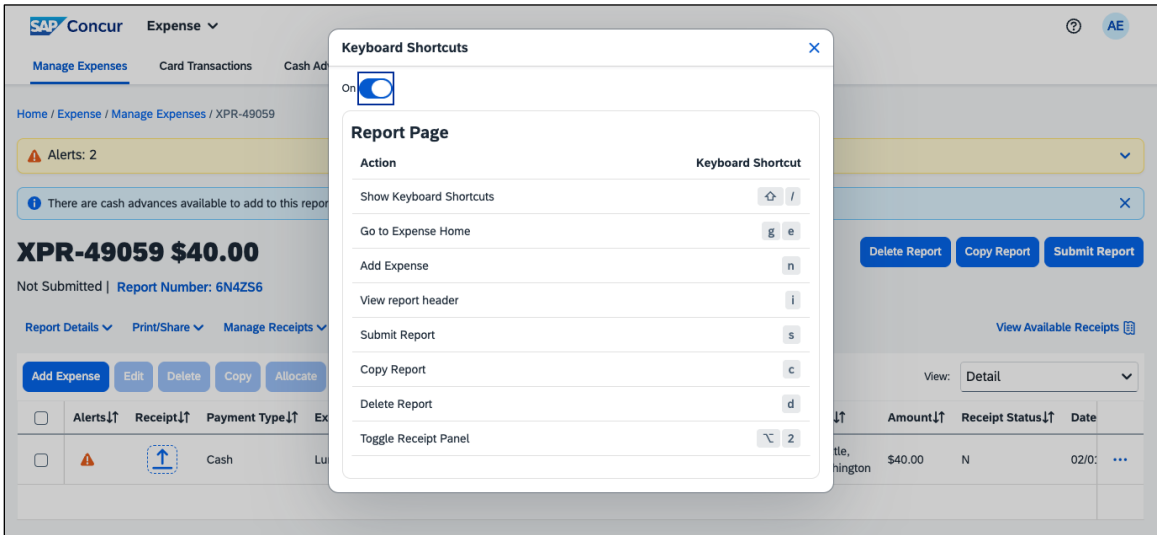 SAP Concur Expense
AE
Manage Expenses Card Transactions Cash Ad
Home / Expense / Manage Expenses / XPR-49059
Alerts: 2
There are cash advances available to add to this repor
XPR-49059 $40.00
Delete Report Copy Report Submit Report
Not Submitted | Report Number: 6N4ZS6
Report Details Print/Share Manage Receipts
View Available Receipts
Add Expense Edit Delete Copy Allocate
View: Detail
Alerts Receipt Payment Type Ex Amount Receipt Status Date
Cash Lu tle, $40.00 N 02/01
hington
Keyboard Shortcuts
On
Report Page
Action Keyboard Shortcut
Show Keyboard Shortcuts ⇧ /
Go to Expense Home g e
Add Expense n
View report header i
Submit Report s
Copy Report c
Delete Report d
Toggle Receipt Panel ⌥ 2